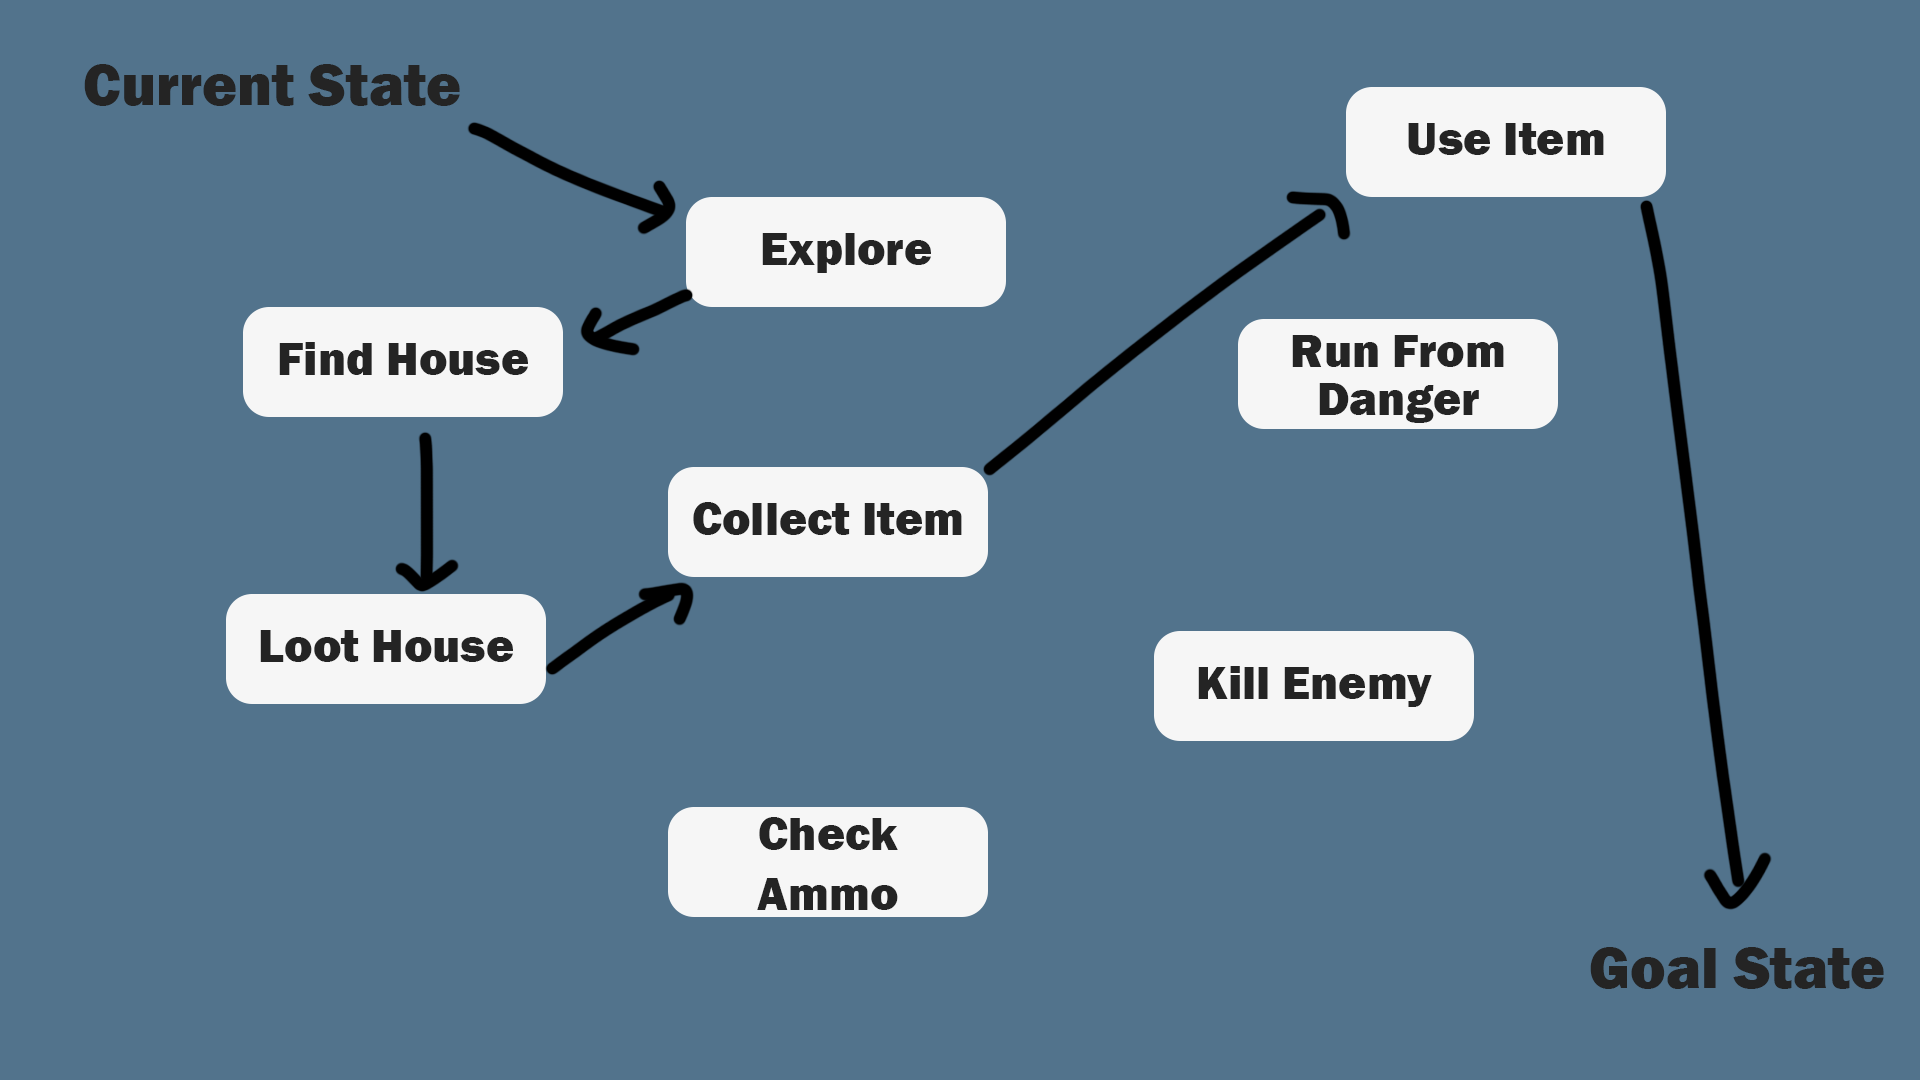 Current State
Use Item
Explore
Find House
Run From
Danger
Collect Item
Loot House
Kill Enemy
Check
Ammo
Goal State